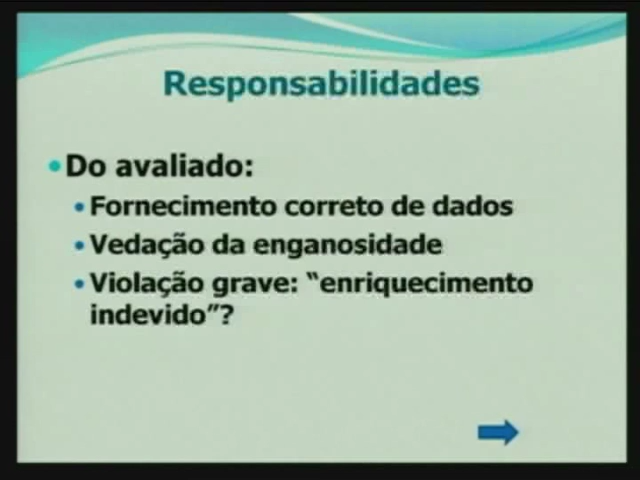 Responsabilidades
Do avaliado:
Fornecimento correto de dados
Vedação da enganosidade
Violação grave: “enriquecimento
indevido”?